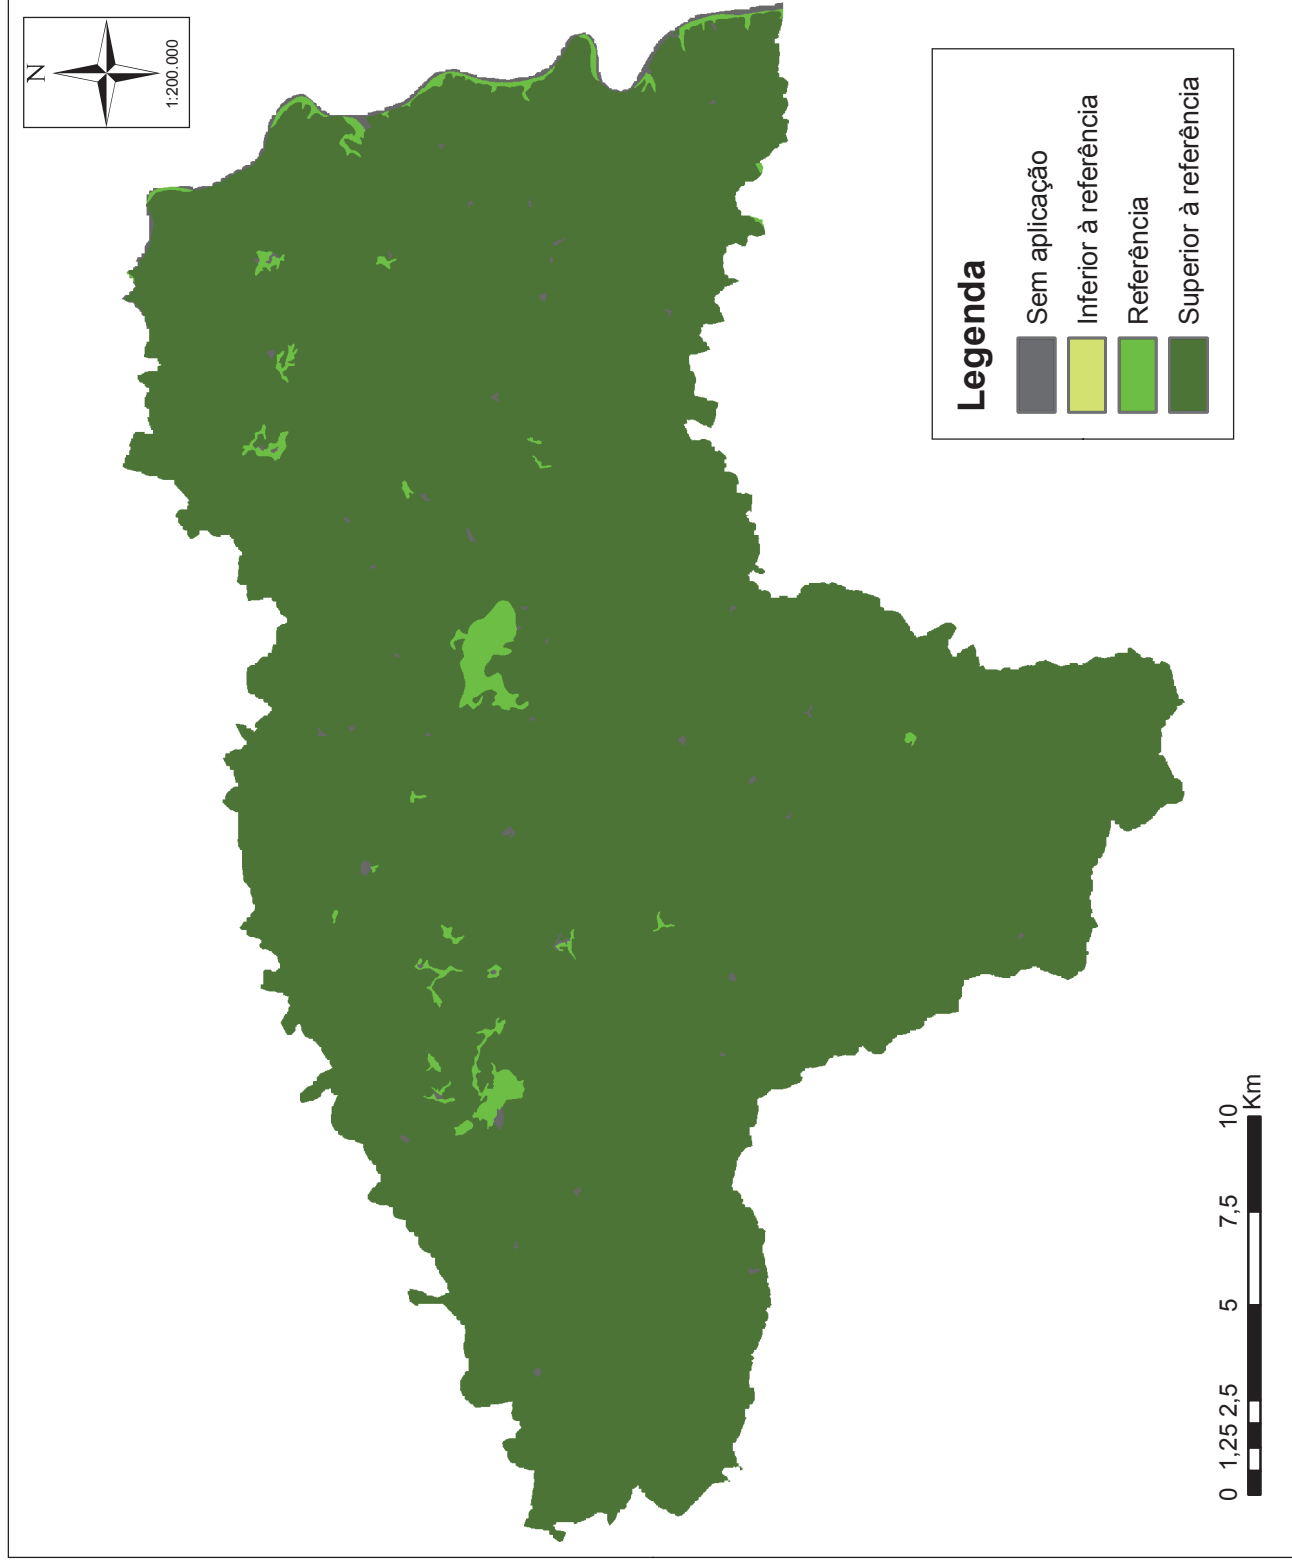 N
1:200.000
Legenda
Sem aplicação
Inferior à referência
Referência
Superior à referência
0 1,25 2,5 5 7,5 10
Km